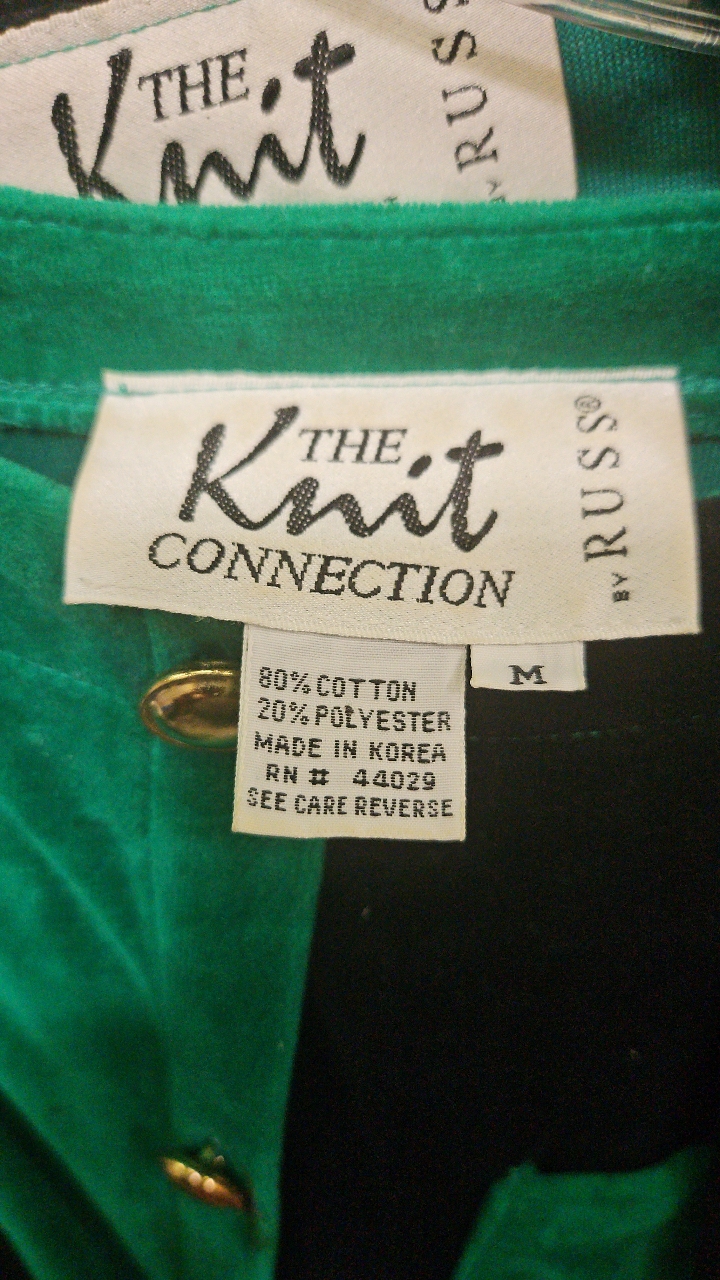 THE
Knit
BY RUSS
THE
Knit
CONNECTION
BY RUSS®
M
80% COTTON
20% POLYESTER
MADE IN KOREA
RN # 44029
SEE CARE REVERSE